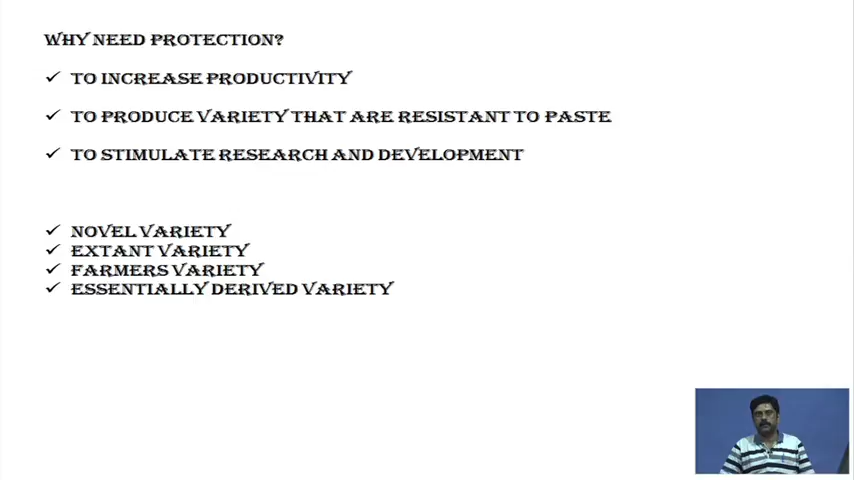 WHY NEED PROTECTION?
✓ TO INCREASE PRODUCTIVITY
✓ TO PRODUCE VARIETY THAT ARE RESISTANT TO PASTE
✓ TO STIMULATE RESEARCH AND DEVELOPMENT
✓ NOVEL VARIETY
✓ EXTANT VARIETY
✓ FARMERS VARIETY
✓ ESSENTIALLY DERIVED VARIETY